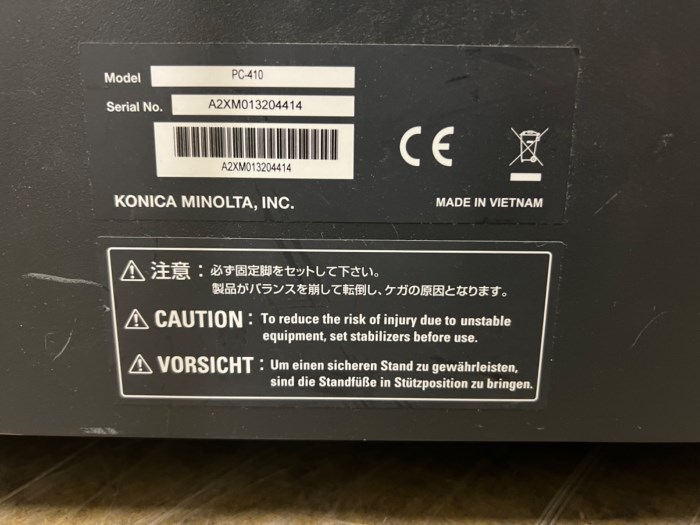 Model PC-410
Serial No. A2XM013204414
A2XM013204414
CE
KONICA MINOLTA, INC.
MADE IN VIETNAM
注意：必ず固定脚をセットして下さい。
製品がバランスを崩して転倒し、ケガの原因となります。
CAUTION : To reduce the risk of injury due to unstable
equipment, set stabilizers before use.
VORSICHT : Um einen sicheren Stand zu gewährleisten,
sind die Standfüße in Stützposition zu bringen.